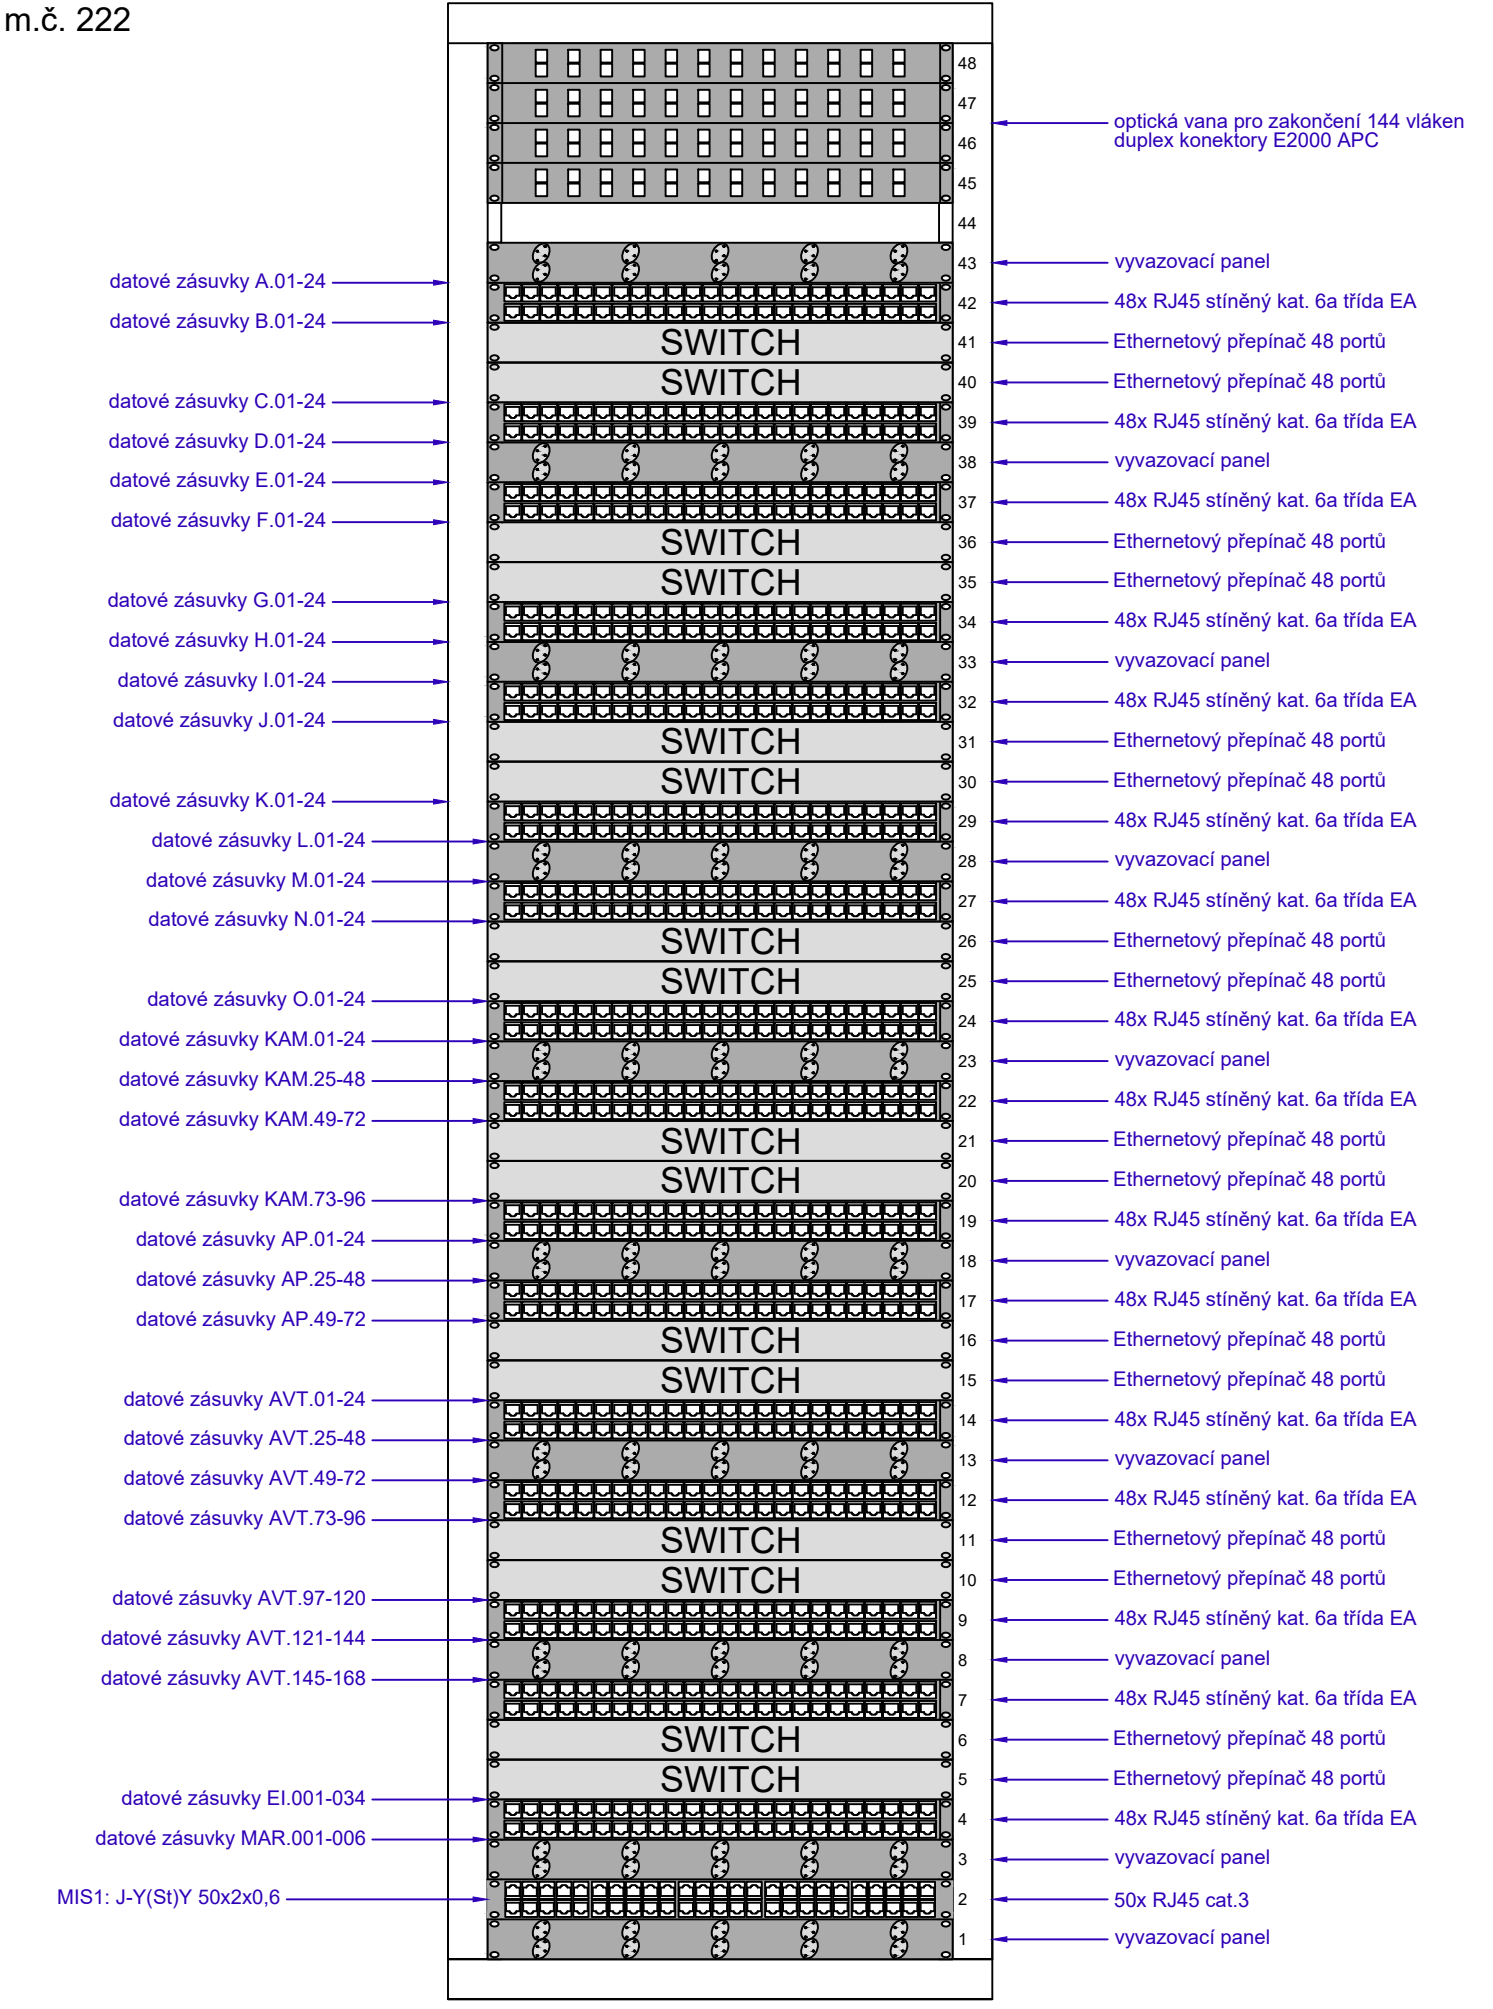 m.č. 222
48
47
optická vana pro zakončení 144 vláken
duplex konektory E2000 APC
46
45
44
43 vyvazovací panel
datové zásuvky A.01-24
42 48x RJ45 stíněný kat. 6a třída EA
datové zásuvky B.01-24
SWITCH 41 Ethernetový přepínač 48 portů
SWITCH 40 Ethernetový přepínač 48 portů
datové zásuvky C.01-24
39 48x RJ45 stíněný kat. 6a třída EA
datové zásuvky D.01-24
38 vyvazovací panel
datové zásuvky E.01-24
37 48x RJ45 stíněný kat. 6a třída EA
datové zásuvky F.01-24
SWITCH 36 Ethernetový přepínač 48 portů
SWITCH 35 Ethernetový přepínač 48 portů
datové zásuvky G.01-24
34 48x RJ45 stíněný kat. 6a třída EA
datové zásuvky H.01-24
33 vyvazovací panel
datové zásuvky I.01-24
32 48x RJ45 stíněný kat. 6a třída EA
datové zásuvky J.01-24
SWITCH 31 Ethernetový přepínač 48 portů
SWITCH 30 Ethernetový přepínač 48 portů
datové zásuvky K.01-24
29 48x RJ45 stíněný kat. 6a třída EA
datové zásuvky L.01-24
28 vyvazovací panel
datové zásuvky M.01-24
27 48x RJ45 stíněný kat. 6a třída EA
datové zásuvky N.01-24
SWITCH 26 Ethernetový přepínač 48 portů
SWITCH 25 Ethernetový přepínač 48 portů
datové zásuvky O.01-24
24 48x RJ45 stíněný kat. 6a třída EA
datové zásuvky KAM.01-24
23 vyvazovací panel
datové zásuvky KAM.25-48
22 48x RJ45 stíněný kat. 6a třída EA
datové zásuvky KAM.49-72
SWITCH 21 Ethernetový přepínač 48 portů
SWITCH 20 Ethernetový přepínač 48 portů
datové zásuvky KAM.73-96
19 48x RJ45 stíněný kat. 6a třída EA
datové zásuvky AP.01-24
18 vyvazovací panel
datové zásuvky AP.25-48
17 48x RJ45 stíněný kat. 6a třída EA
datové zásuvky AP.49-72
SWITCH 16 Ethernetový přepínač 48 portů
SWITCH 15 Ethernetový přepínač 48 portů
datové zásuvky AVT.01-24
14 48x RJ45 stíněný kat. 6a třída EA
datové zásuvky AVT.25-48
13 vyvazovací panel
datové zásuvky AVT.49-72
12 48x RJ45 stíněný kat. 6a třída EA
datové zásuvky AVT.73-96
SWITCH 11 Ethernetový přepínač 48 portů
SWITCH 10 Ethernetový přepínač 48 portů
datové zásuvky AVT.97-120
9 48x RJ45 stíněný kat. 6a třída EA
datové zásuvky AVT.121-144
8 vyvazovací panel
datové zásuvky AVT.145-168
7 48x RJ45 stíněný kat. 6a třída EA
SWITCH 6 Ethernetový přepínač 48 portů
SWITCH 5 Ethernetový přepínač 48 portů
datové zásuvky EI.001-034
4 48x RJ45 stíněný kat. 6a třída EA
datové zásuvky MAR.001-006
3 vyvazovací panel
MIS1: J-Y(St)Y 50x2x0,6 2 50x RJ45 cat.3
1 vyvazovací panel